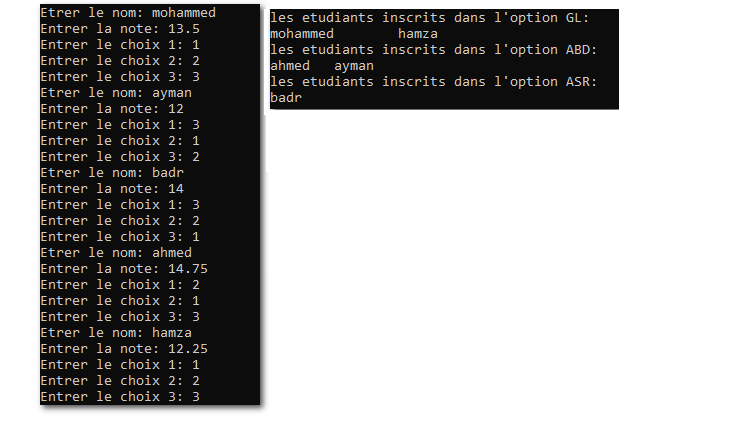 Etrer le nom: mohammed
Entrer la note: 13.5
Entrer le choix 1: 1
Entrer le choix 2: 2
Entrer le choix 3: 3
Etrer le nom: ayman
Entrer la note: 12
Entrer le choix 1: 3
Entrer le choix 2: 1
Entrer le choix 3: 2
Etrer le nom: badr
Entrer la note: 14
Entrer le choix 1: 3
Entrer le choix 2: 2
Entrer le choix 3: 1
Etrer le nom: ahmed
Entrer la note: 14.75
Entrer le choix 1: 2
Entrer le choix 2: 1
Entrer le choix 3: 3
Etrer le nom: hamza
Entrer la note: 12.25
Entrer le choix 1: 1
Entrer le choix 2: 2
Entrer le choix 3: 3
les etudiants inscrits dans l'option GL:
mohammed hamza
les etudiants inscrits dans l'option ABD:
ahmed ayman
les etudiants inscrits dans l'option ASR:
badr